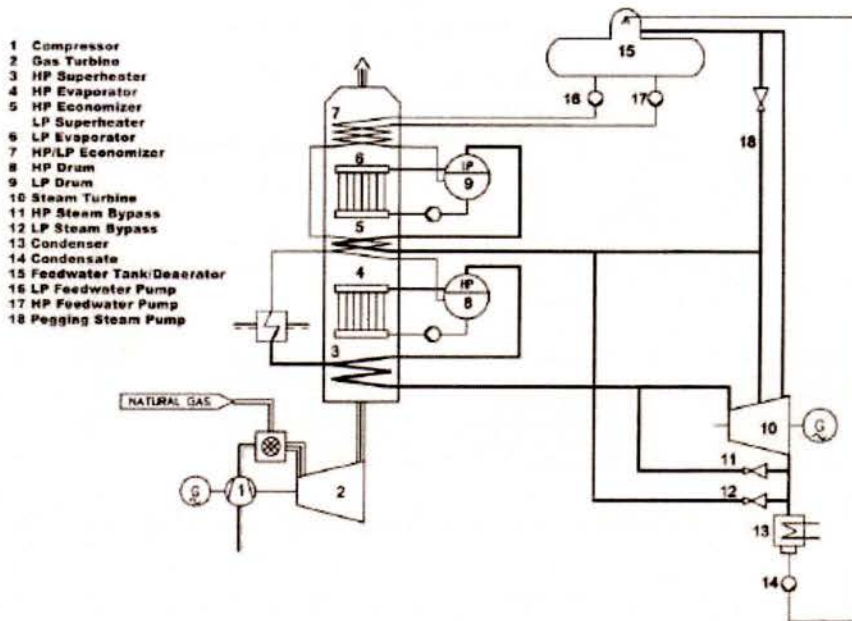 1 Compressor
2 Gas Turbine
3 HP Superheater
4 HP Evaporator
5 HP Economizer
LP Superheater
6 LP Evaporator
7 HP/LP Economizer
8 HP Drum
9 LP Drum
10 Steam Turbine
11 HP Steam Bypass
12 LP Steam Bypass
13 Condenser
14 Condensate
15 Feedwater Tank/Deaerator
16 LP Feedwater Pump
17 HP Feedwater Pump
18 Pegging Steam Pump
15
16
17
18
7
6
LP
9
5
4
HP
8
3
NATURAL GAS
G
1
2
10
G
11
12
13
14